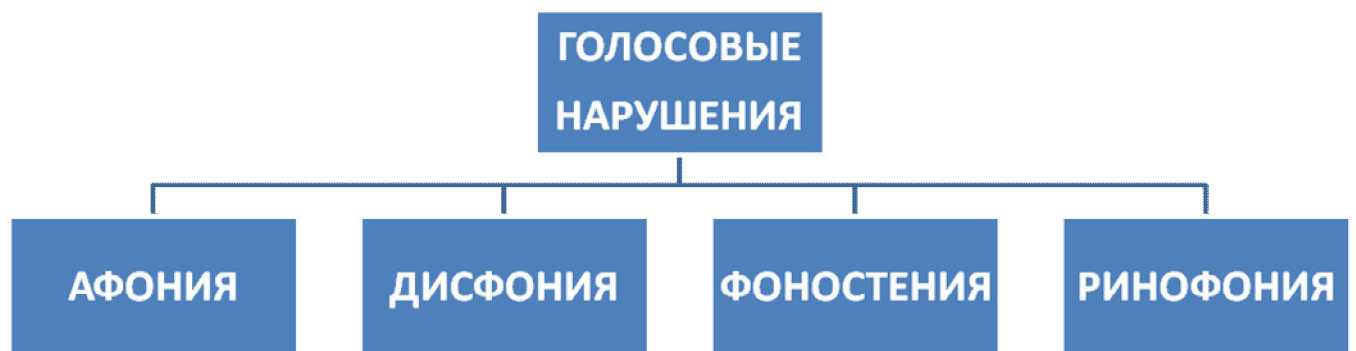 ГОЛОСОВЫЕ
НАРУШЕНИЯ
АФОНИЯ
ДИСФОНИЯ
ФОНОСТЕНИЯ
РИНОФОНИЯ